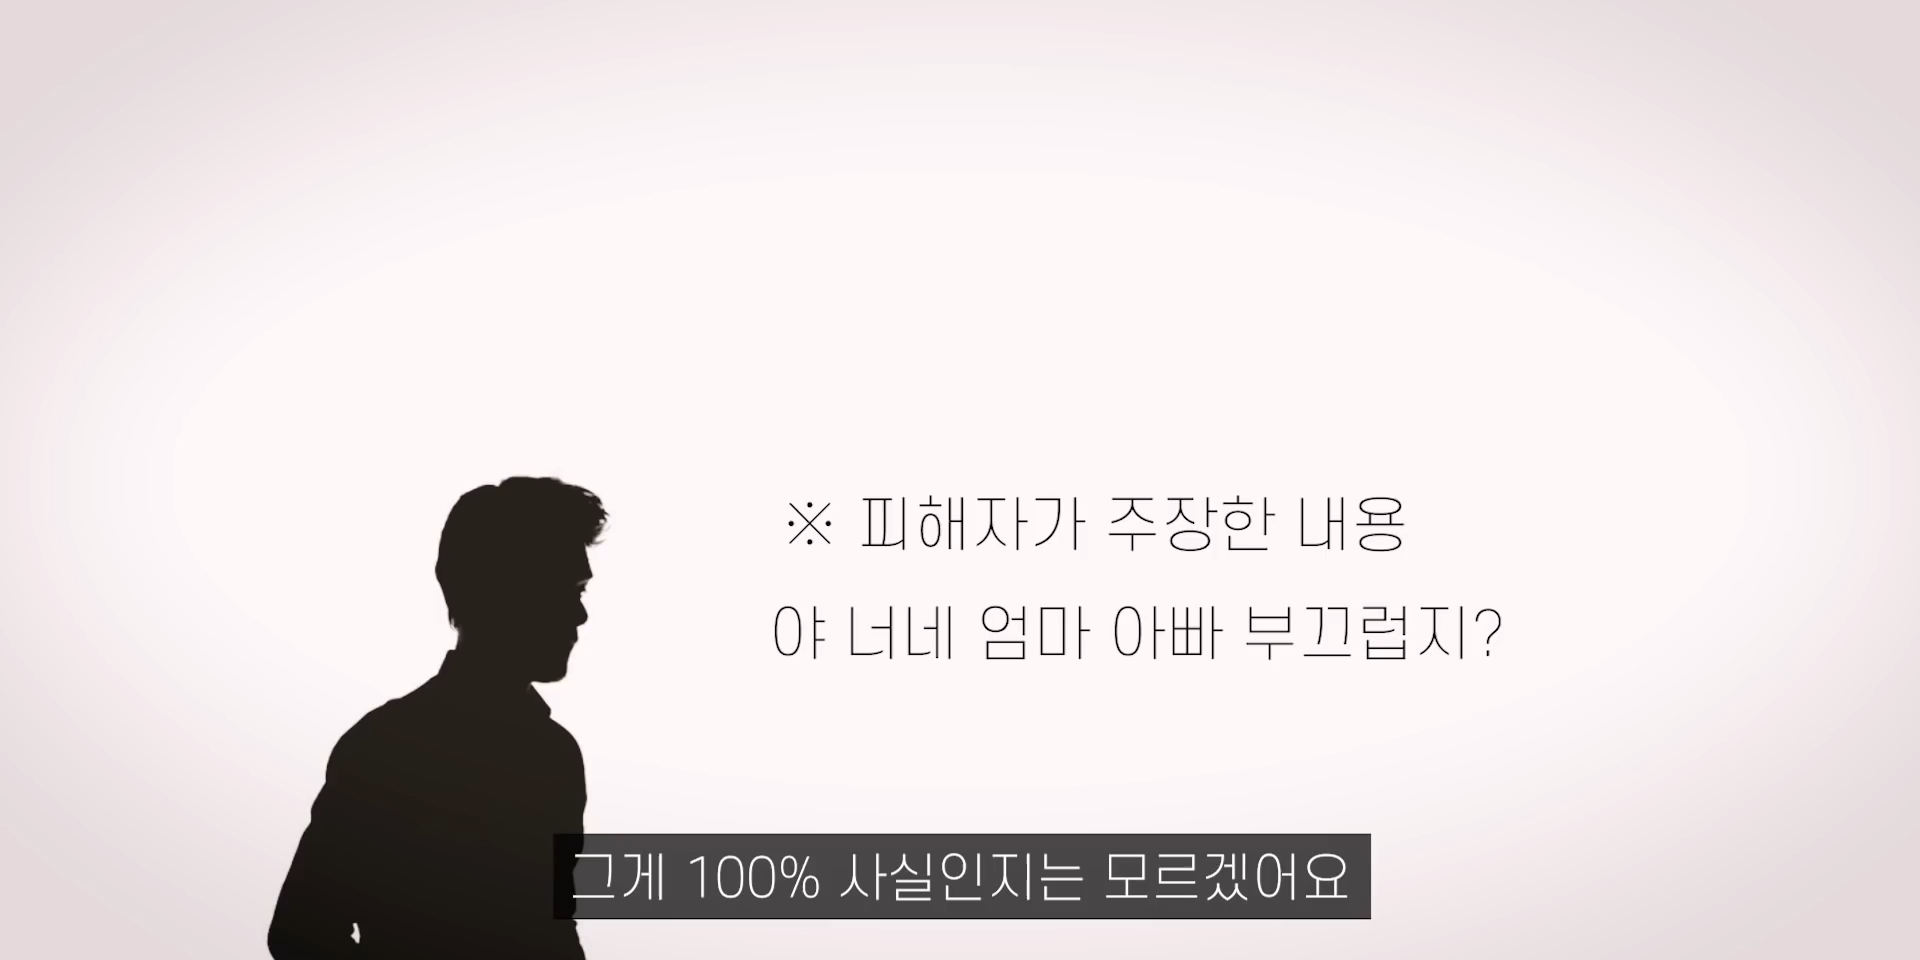 ※ 피해자가 주장한 내용
야 너네 엄마 아빠 부끄럽지?
그게 100% 사실인지는 모르겠어요